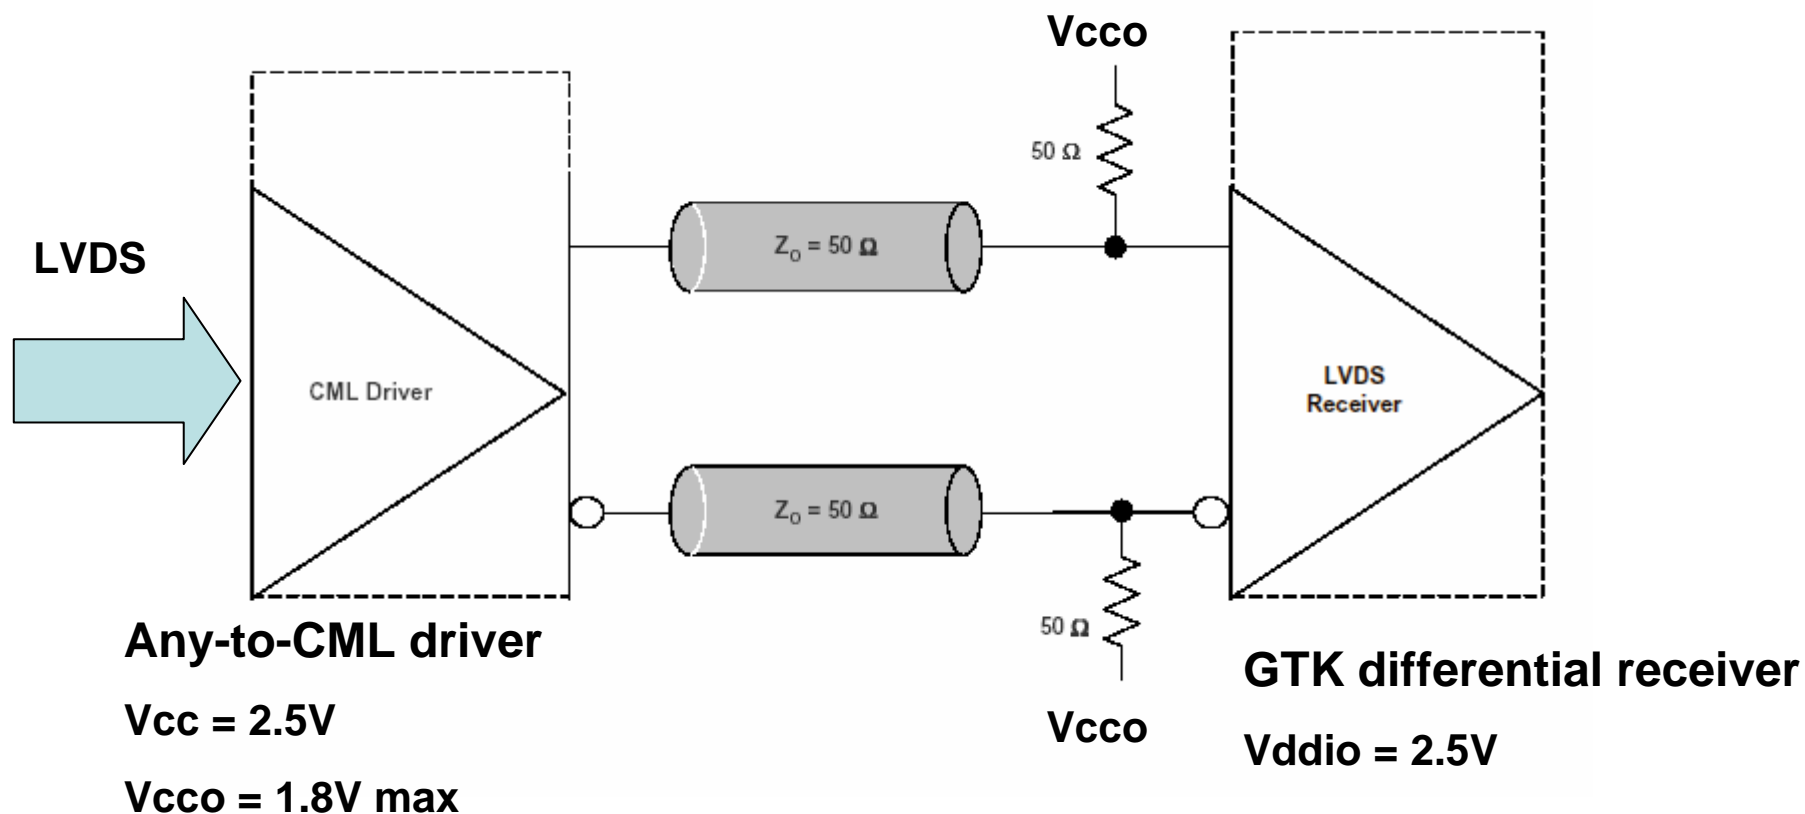 Vcco
50 Ω
LVDS
Z₀ = 50 Ω
CML Driver
LVDS
Receiver
Z₀ = 50 Ω
50 Ω
Vcco
Any-to-CML driver
Vcc = 2.5V
Vcco = 1.8V max
GTK differential receiver
Vddio = 2.5V